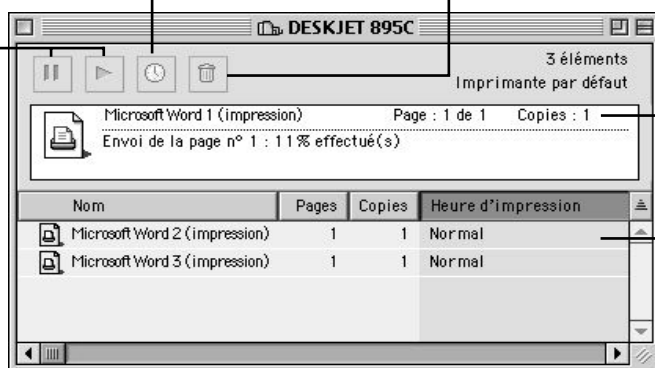 DESKJET 895C
3 éléments
Imprimante par défaut
Microsoft Word 1 (impression) Page : 1 de 1 Copies : 1
Envoi de la page nº 1 : 11% effectué(s)
Nom Pages Copies Heure d'impression
Microsoft Word 2 (impression) 1 1 Normal
Microsoft Word 3 (impression) 1 1 Normal